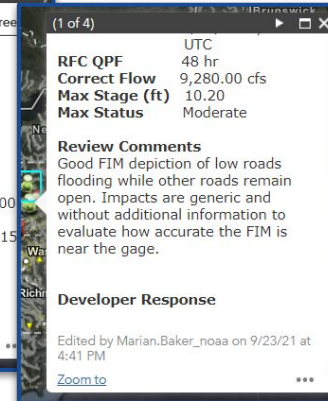 Brunswick
(1 of 4)
UTC
RFC QPF 48 hr
Correct Flow 9,280.00 cfs
Max Stage (ft) 10.20
Max Status Moderate
Review Comments
Good FIM depiction of low roads
flooding while other roads remain
open. Impacts are generic and
without additional information to
evaluate how accurate the FIM is
near the gage.
Developer Response
Edited by Marian.Baker_noaa on 9/23/21 at
4:41 PM
Zoom to
•••